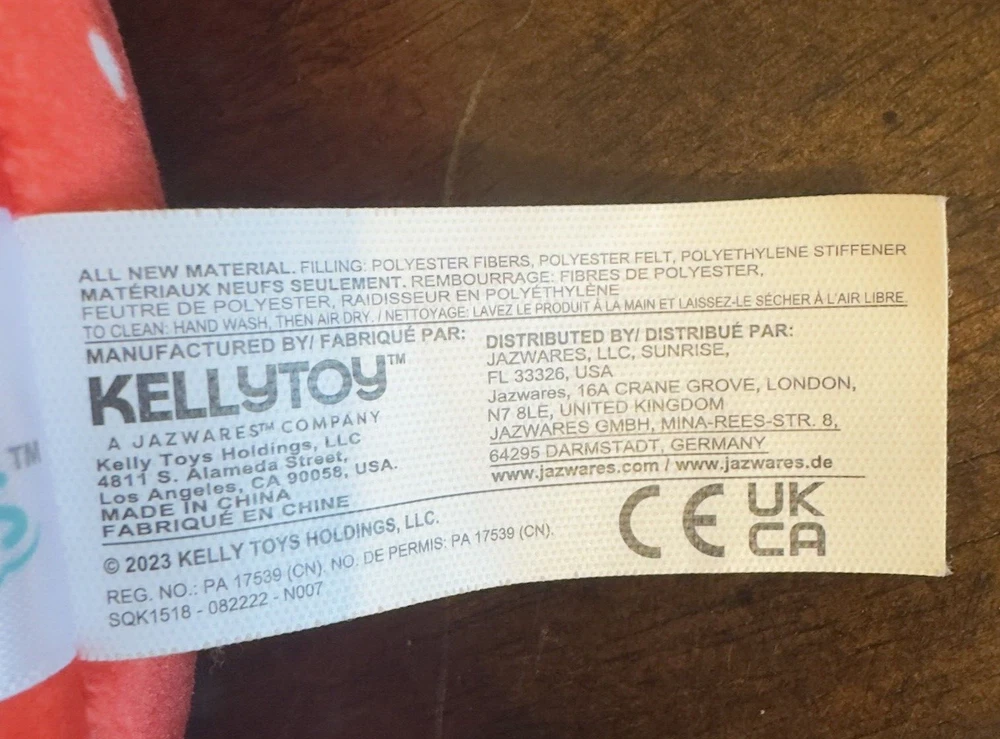 ALL NEW MATERIAL. FILLING: POLYESTER FIBERS, POLYESTER FELT, POLYETHYLENE STIFFENER
MATÉRIAUX NEUFS SEULEMENT. REMBOURRAGE: FIBRES DE POLYESTER,
FEUTRE DE POLYESTER, RAIDISSEUR EN POLYÉTHYLÈNE
TO CLEAN: HAND WASH, THEN AIR DRY. / NETTOYAGE: LAVEZ LE PRODUIT À LA MAIN ET LAISSEZ-LE SÉCHER À L'AIR LIBRE.
MANUFACTURED BY/ FABRIQUÉ PAR:
KELLYTOY™
A JAZWARES™ COMPANY
Kelly Toys Holdings, LLC
4811 S. Alameda Street,
Los Angeles, CA 90058, USA.
MADE IN CHINA
FABRIQUÉ EN CHINE
DISTRIBUTED BY/ DISTRIBUÉ PAR:
JAZWARES, LLC, SUNRISE,
FL 33326, USA
Jazwares, 16A CRANE GROVE, LONDON,
N7 8LE, UNITED KINGDOM
JAZWARES GMBH, MINA-REES-STR. 8,
64295 DARMSTADT, GERMANY
www.jazwares.com / www.jazwares.de
© 2023 KELLY TOYS HOLDINGS, LLC.
REG. NO.: PA 17539 (CN). NO. DE PERMIS: PA 17539 (CN).
SQK1518 - 082222 - N007
CE
UK
CA
TM